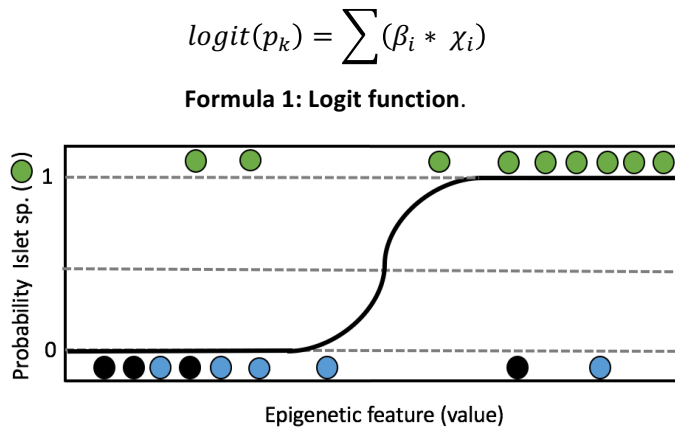 logit(pₖ) = ∑(βᵢ * χᵢ)
Formula 1: Logit function.
Probability Islet sp. ( )
1
0
Epigenetic feature (value)